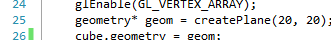 24 glEnable(GL_VERTEX_ARRAY);
25 geometry* geom = createPlane(20, 20);
26 cube.geometry = geom;